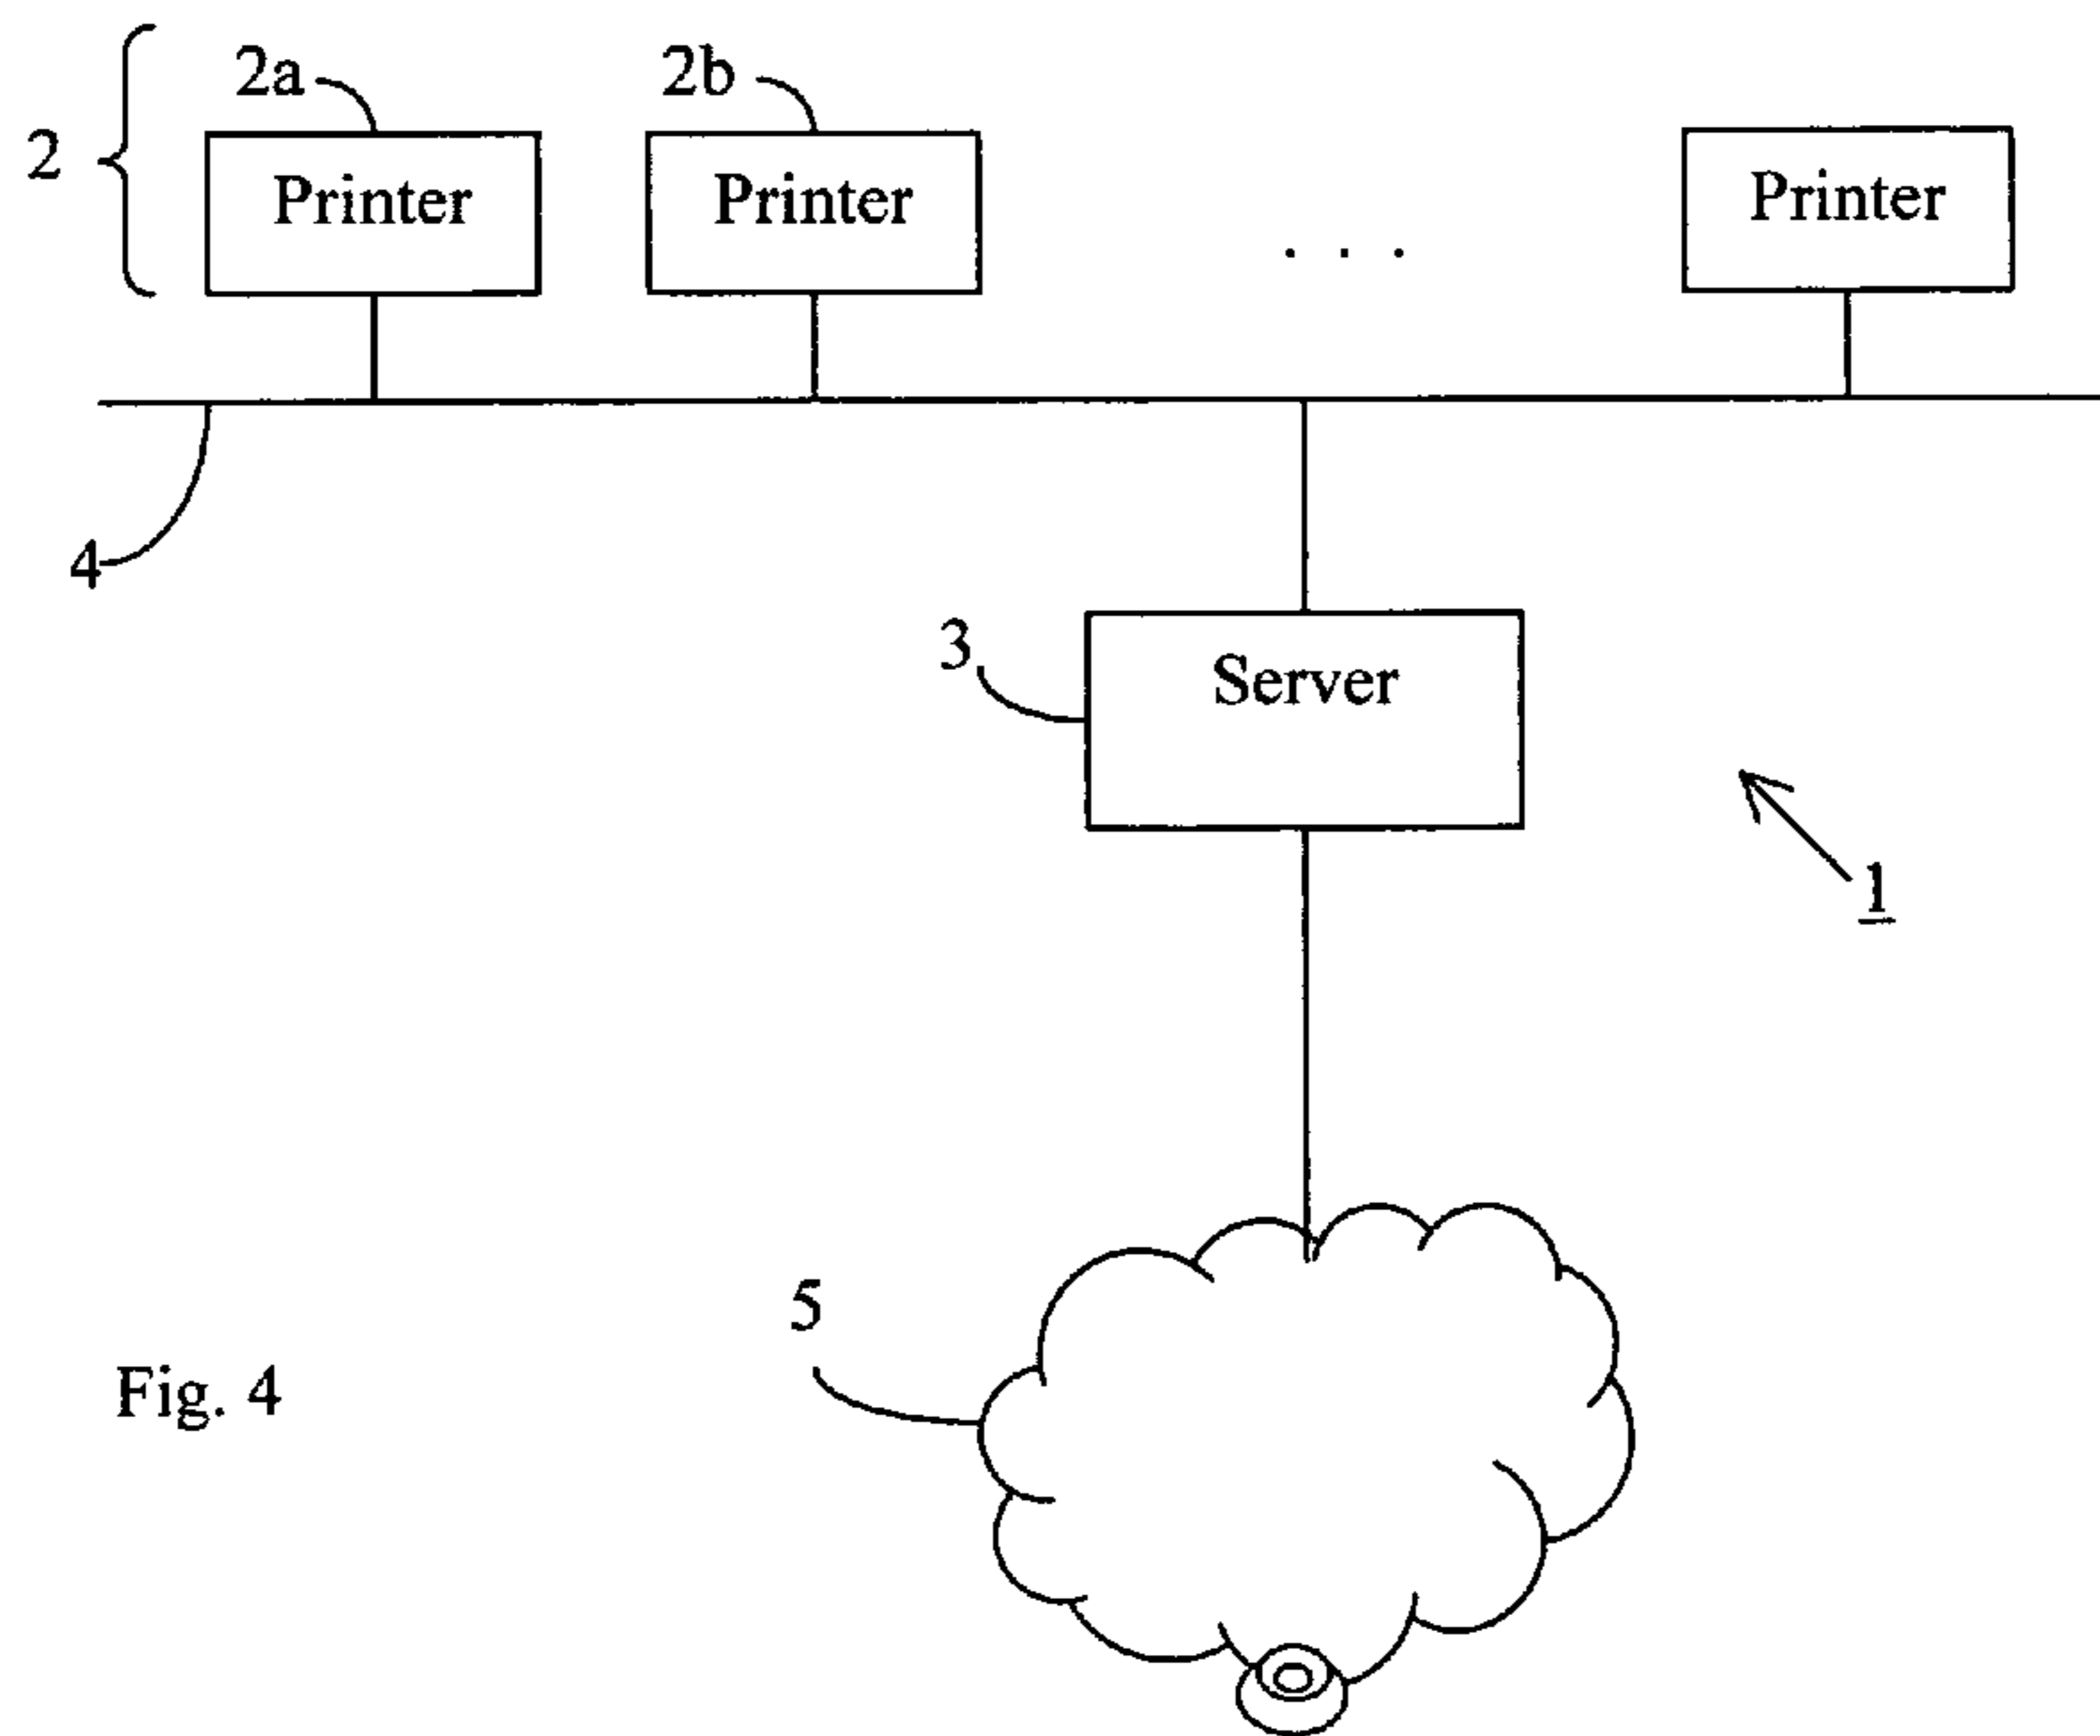 2a
2b
2
Printer
Printer
. . .
Printer
4
3
Server
1
5
Fig. 4